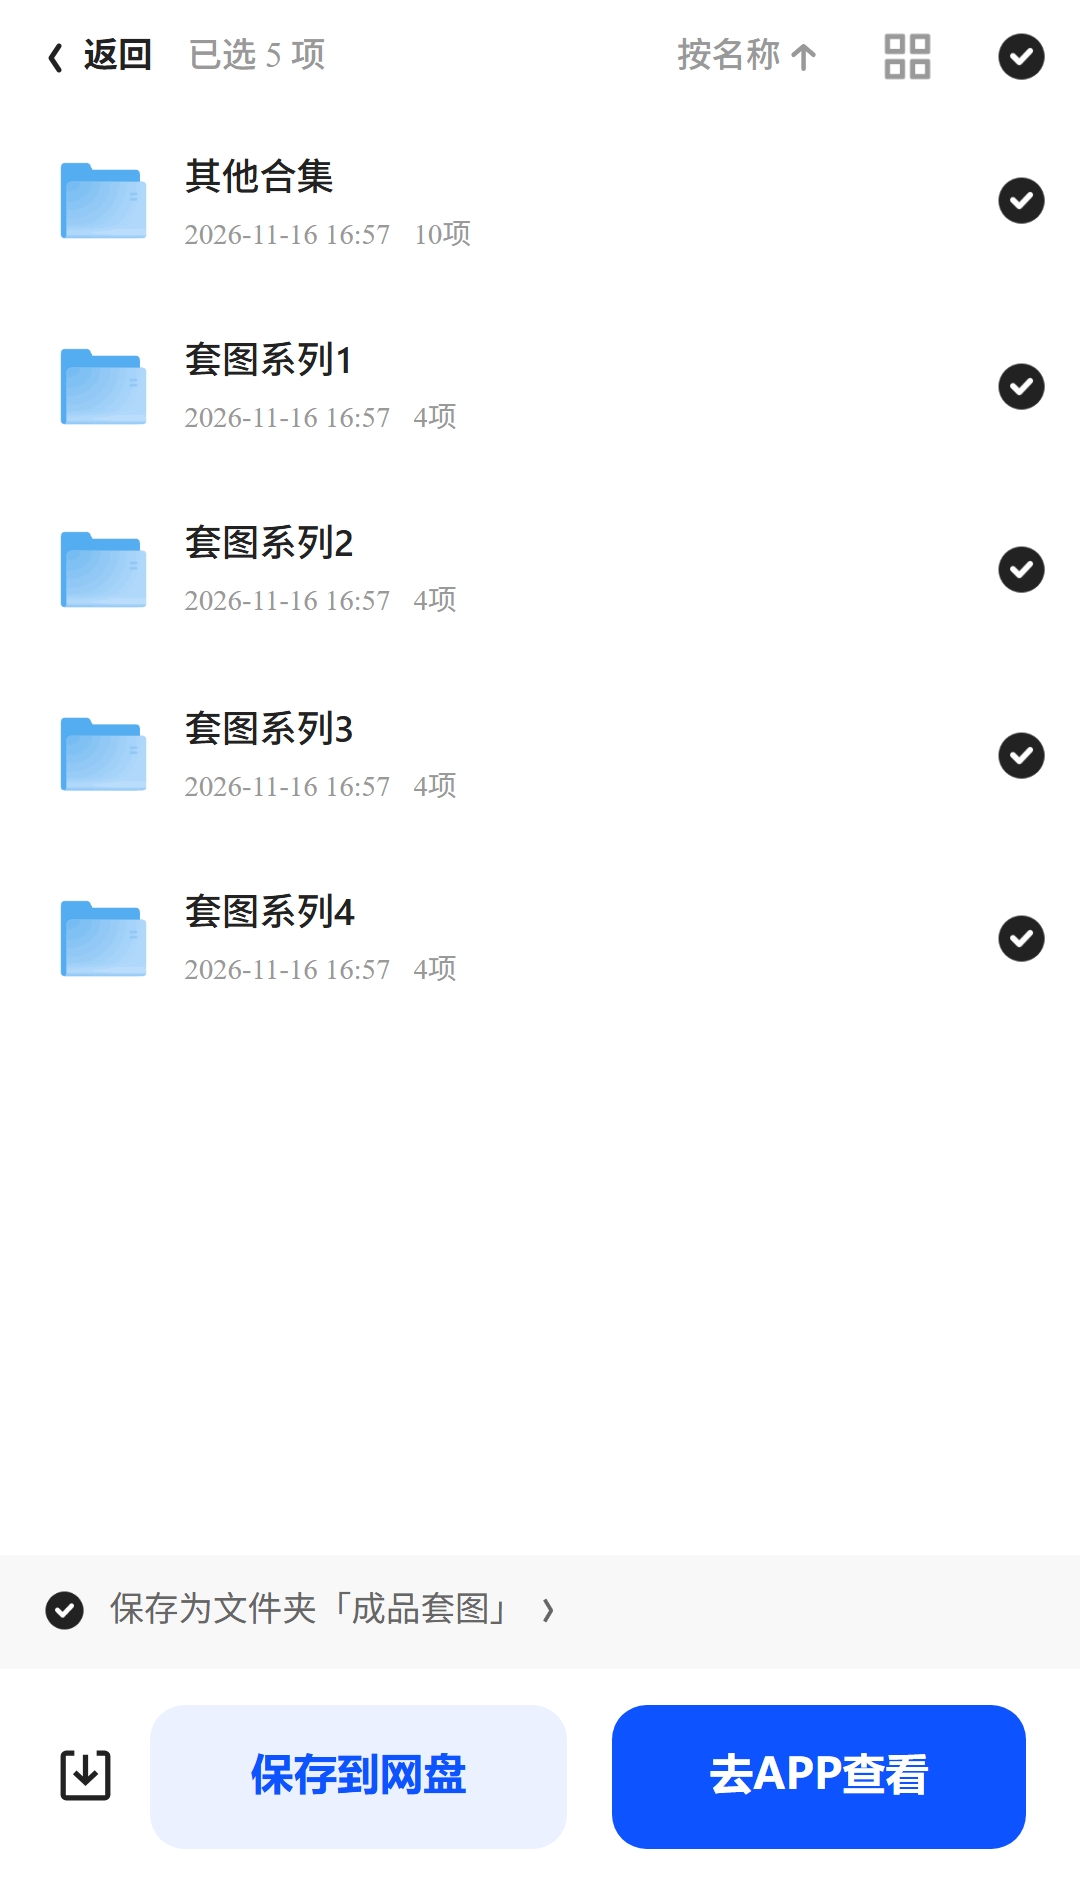 返回 已选 5 项 按名称
其他合集
2026-11-16 16:57 10项
套图系列1
2026-11-16 16:57 4项
套图系列2
2026-11-16 16:57 4项
套图系列3
2026-11-16 16:57 4项
套图系列4
2026-11-16 16:57 4项
保存为文件夹「成品套图」
保存到网盘 去APP查看